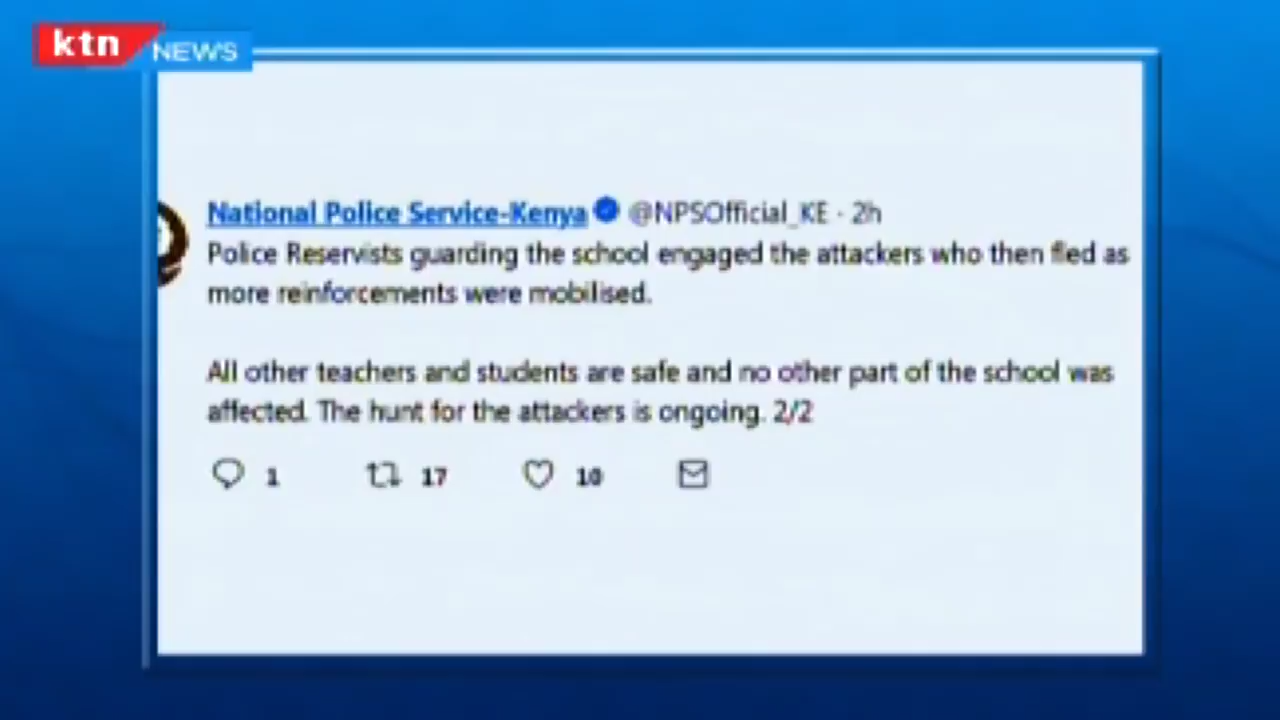 ktn NEWS
National Police Service-Kenya @NPSOfficial_KE · 2h
Police Reservists guarding the school engaged the attackers who then fled as
more reinforcements were mobilised.
All other teachers and students are safe and no other part of the school was
affected. The hunt for the attackers is ongoing. 2/2
1 17 10